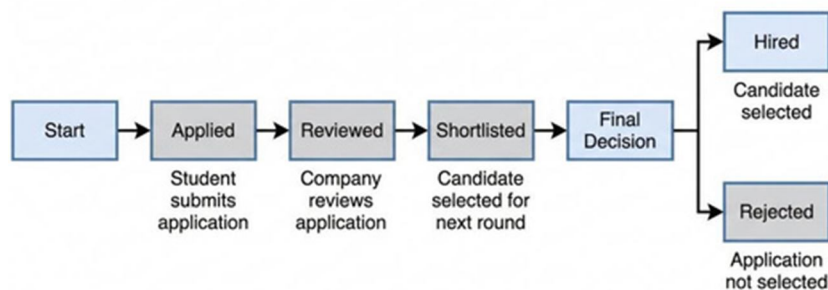 Start
Applied
Student
submits
application
Reviewed
Company
reviews
application
Shortlisted
Candidate
selected for
next round
Final
Decision
Hired
Candidate
selected
Rejected
Application
not selected